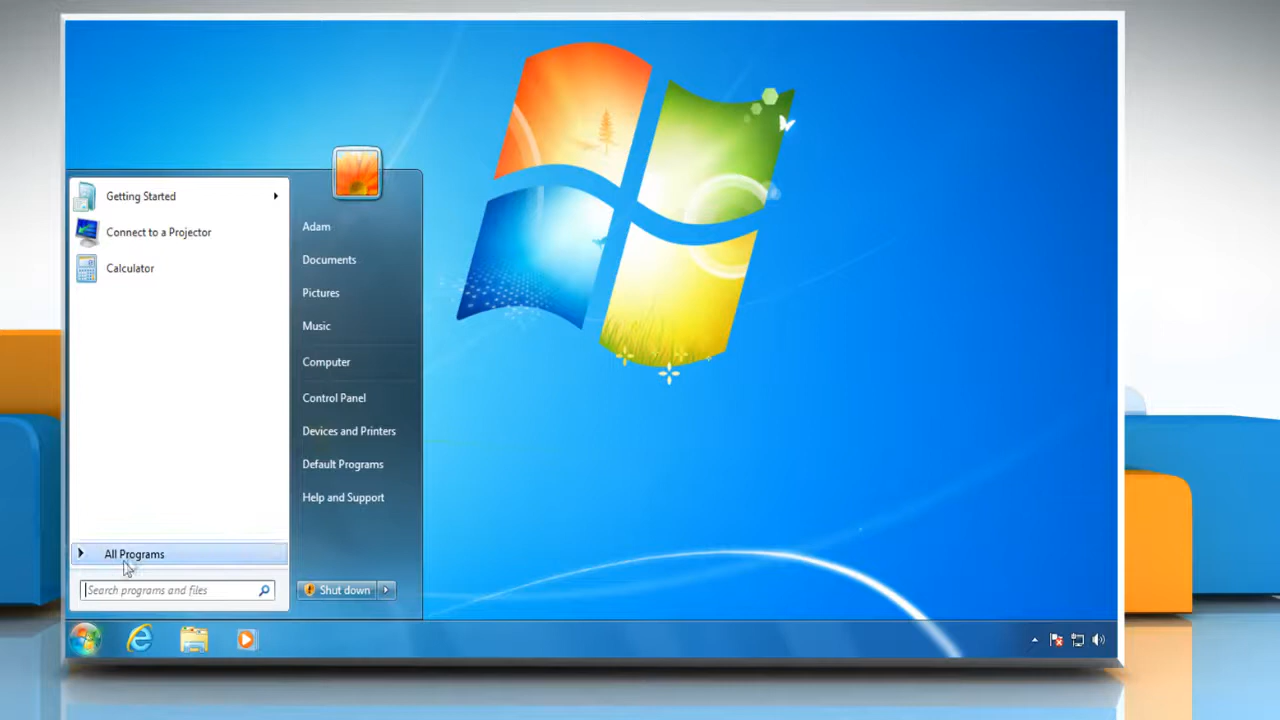 Getting Started
Connect to a Projector
Calculator
All Programs
Search programs and files
Adam
Documents
Pictures
Music
Computer
Control Panel
Devices and Printers
Default Programs
Help and Support
Shut down